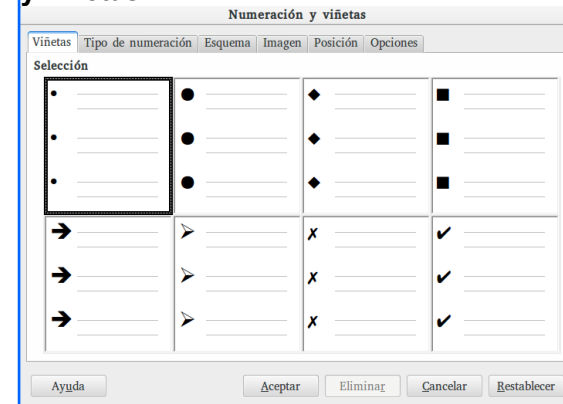 Numeración y viñetas
Viñetas Tipo de numeración Esquema Imagen Posición Opciones
Selección
Ayuda Aceptar Eliminar Cancelar Restablecer